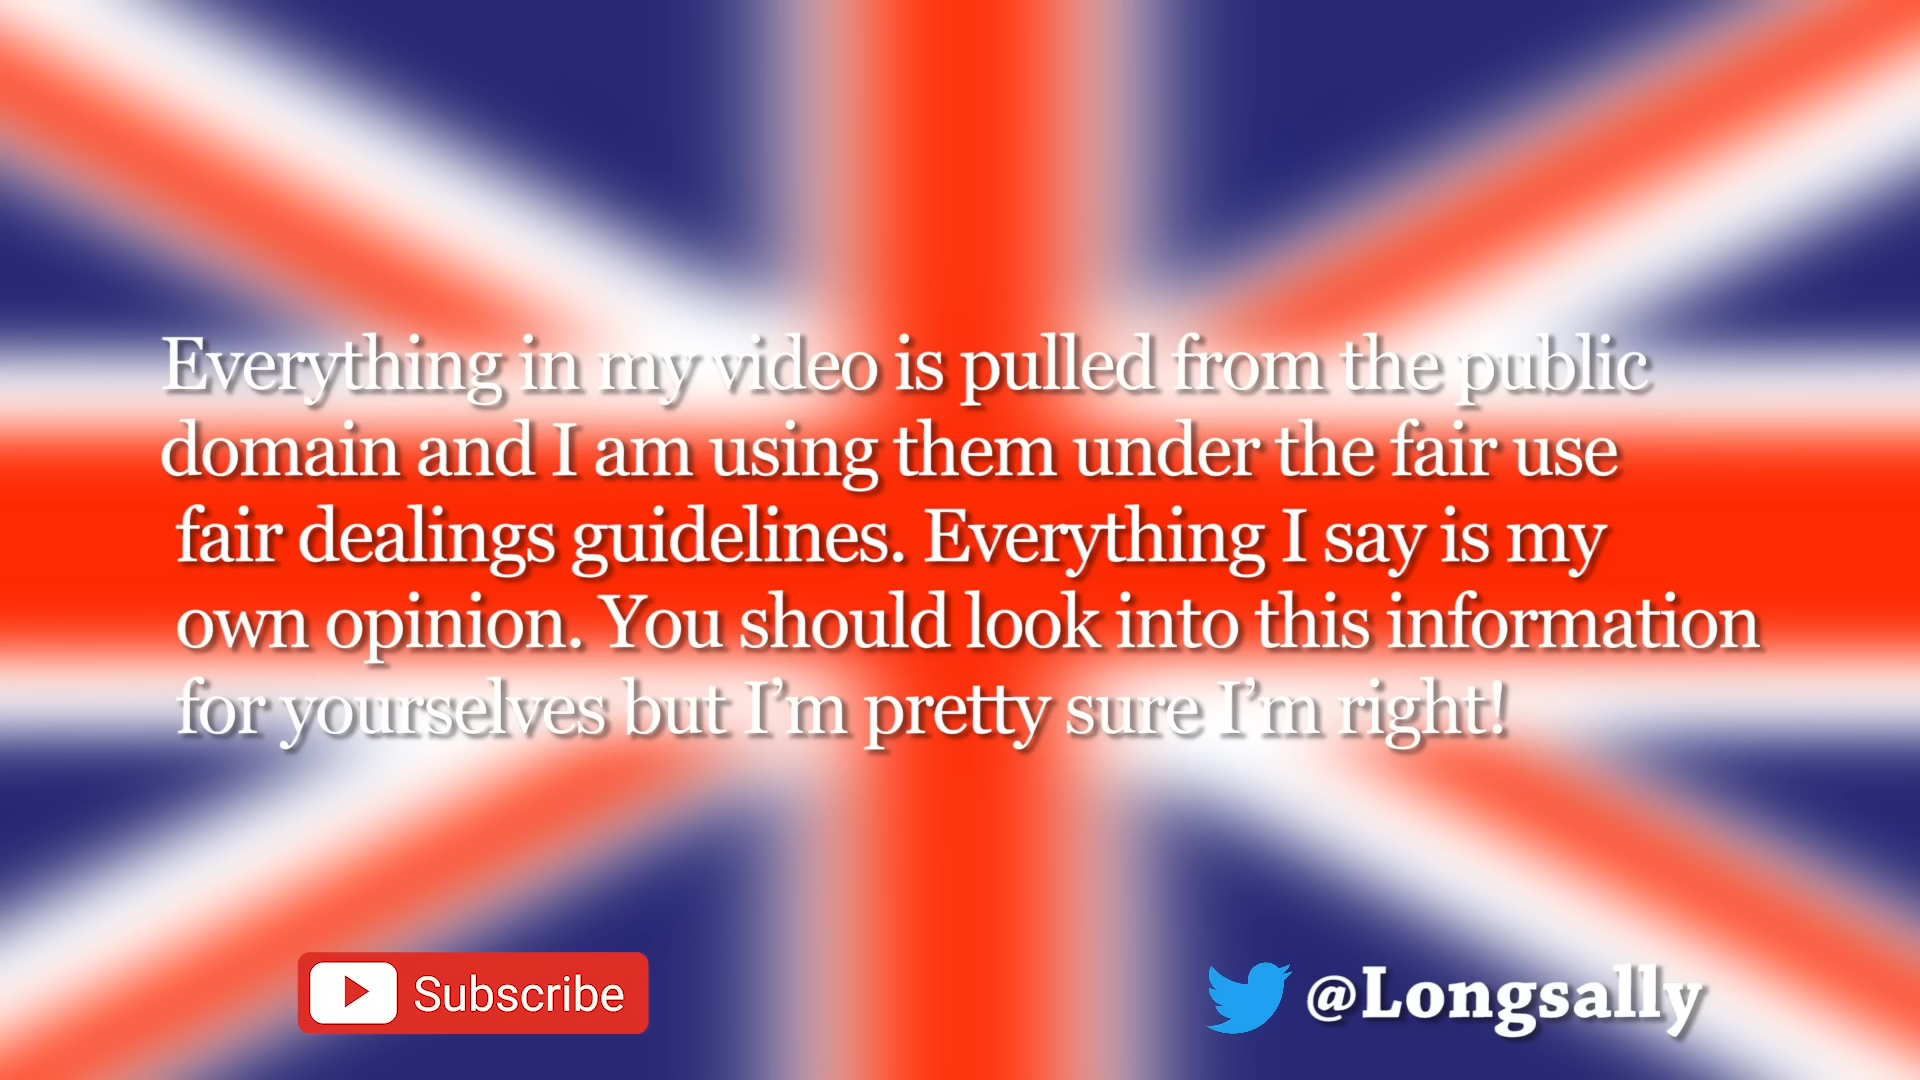 Everything in my video is pulled from the public
domain and I am using them under the fair use
fair dealings guidelines. Everything I say is my
own opinion. You should look into this information
for yourselves but I’m pretty sure I’m right!
Subscribe
@Longsally